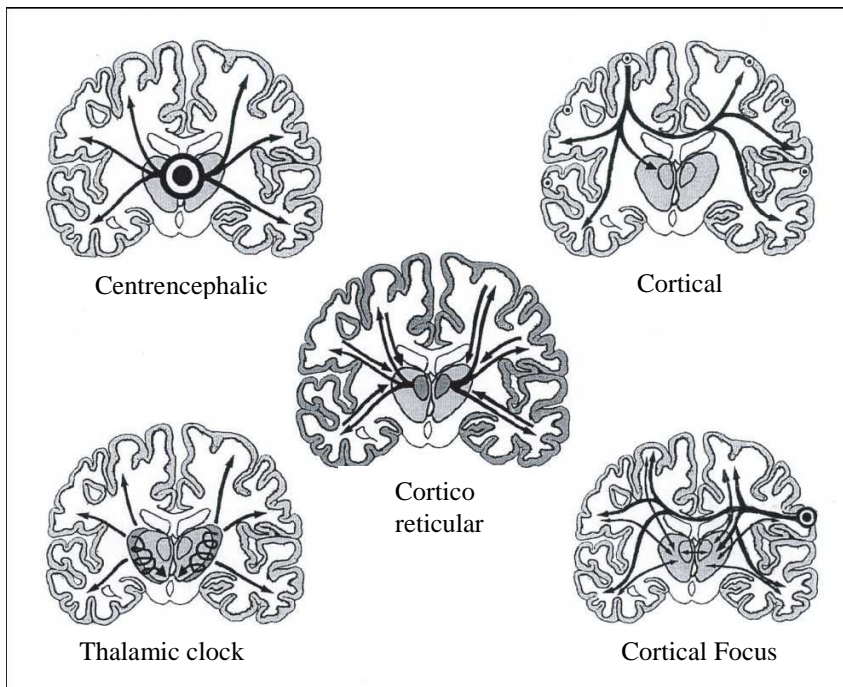 Centrencephalic
Cortical
Cortico
reticular
Thalamic clock
Cortical Focus